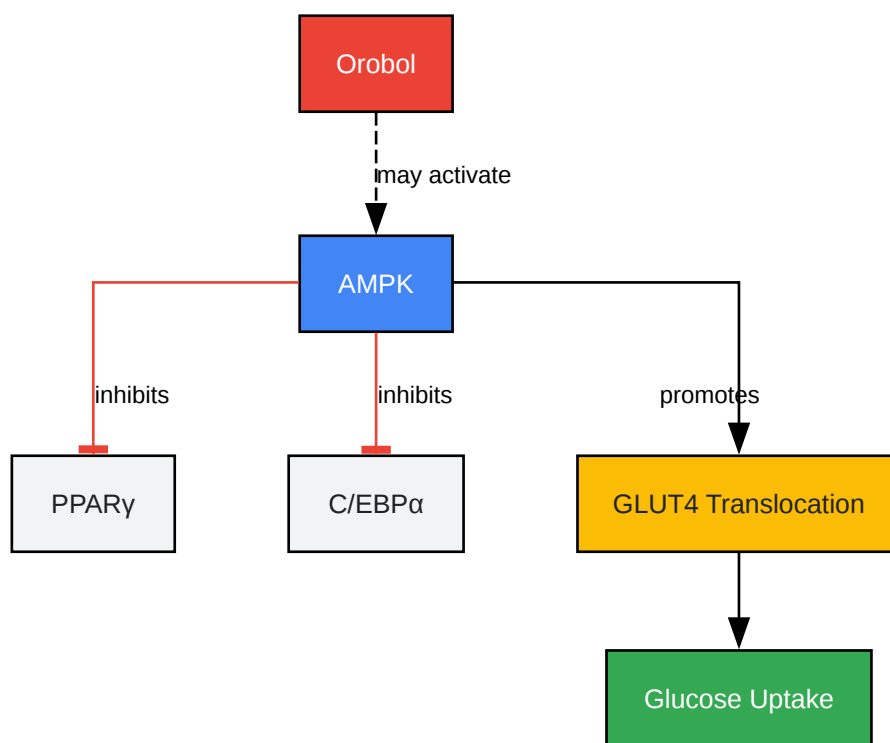 Orobol
may activate
AMPK
inhibits
inhibits
promotes
PPARγ
C/EBPα
GLUT4 Translocation
Glucose Uptake